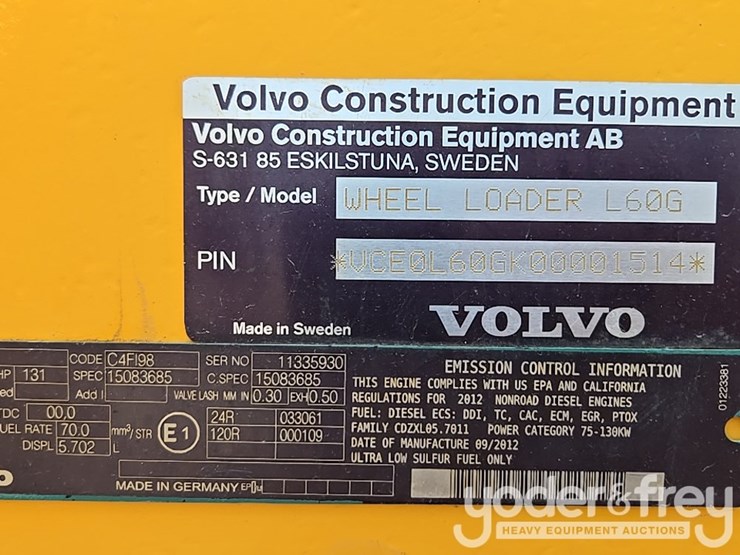 Volvo Construction Equipment
Volvo Construction Equipment AB
S-631 85 ESKILSTUNA, SWEDEN
Type / Model WHEEL LOADER L60G
PIN *VCE0L60GK00001514*
Made in Sweden VOLVO
CODE C4FI98 SER NO 11335930
HP 131 SPEC 15083685 C.SPEC 15083685
Add I VALVE LASH MM IN 0.30 EXH 0.50
TDC 00,0 24R 033061
FUEL RATE 70.0 mm³/STR E1 120R 000109
DISPL 5.702 L
MADE IN GERMANY
EMISSION CONTROL INFORMATION
THIS ENGINE COMPLIES WITH US EPA AND CALIFORNIA
REGULATIONS FOR 2012 NONROAD DIESEL ENGINES
FUEL: DIESEL ECS: DDI, TC, CAC, ECM, EGR, PTOX
FAMILY CDZXL05.7011 POWER CATEGORY 75-130KW
DATE OF MANUFACTURE 09/2012
ULTRA LOW SULFUR FUEL ONLY
01223381
yoder&frey
HEAVY EQUIPMENT AUCTIONS